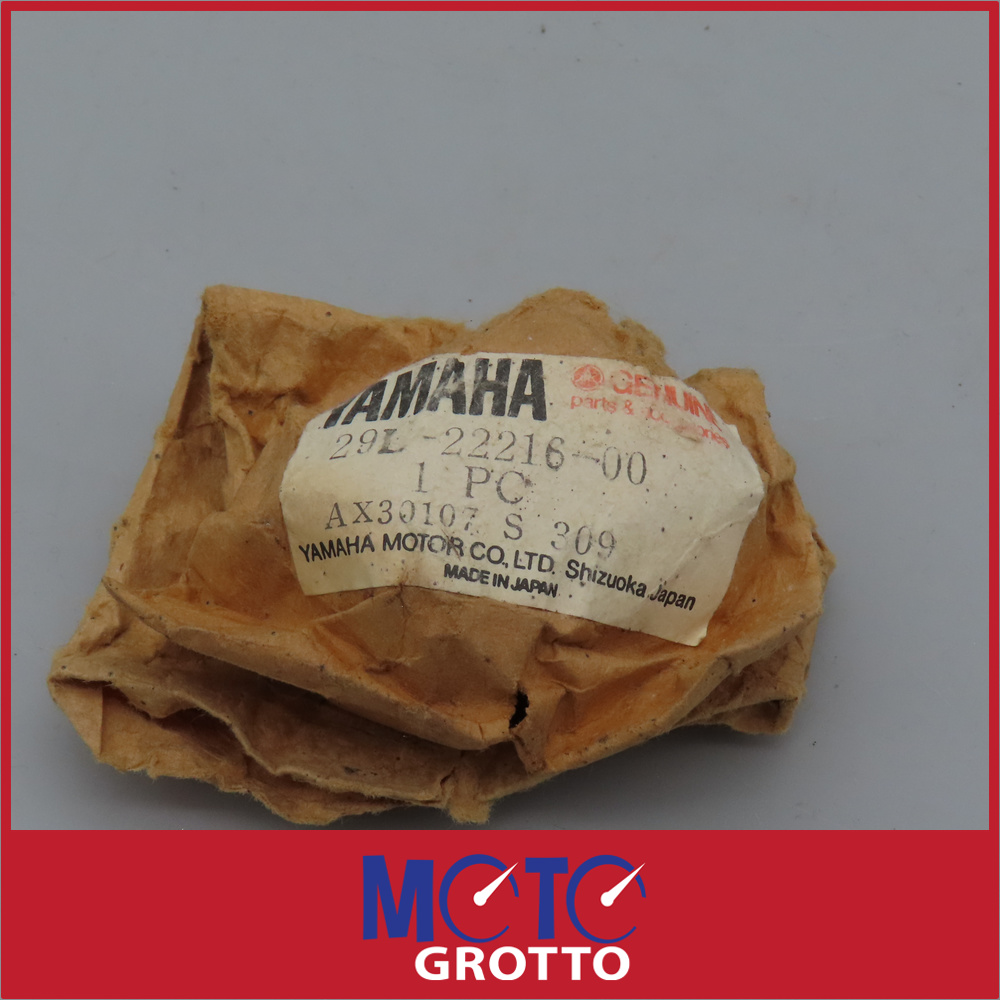 YAMAHA GENUINE
parts & accessories
29L-22216-00
1 PC
AX30107 S 309
YAMAHA MOTOR CO., LTD. Shizuoka Japan
MADE IN JAPAN
MOTO
GROTTO